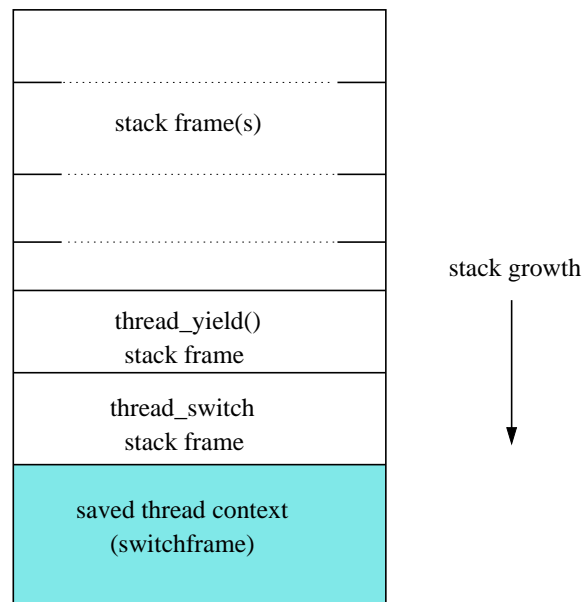 stack frame(s)
stack growth
thread_yield()
stack frame
thread_switch
stack frame
saved thread context
(switchframe)